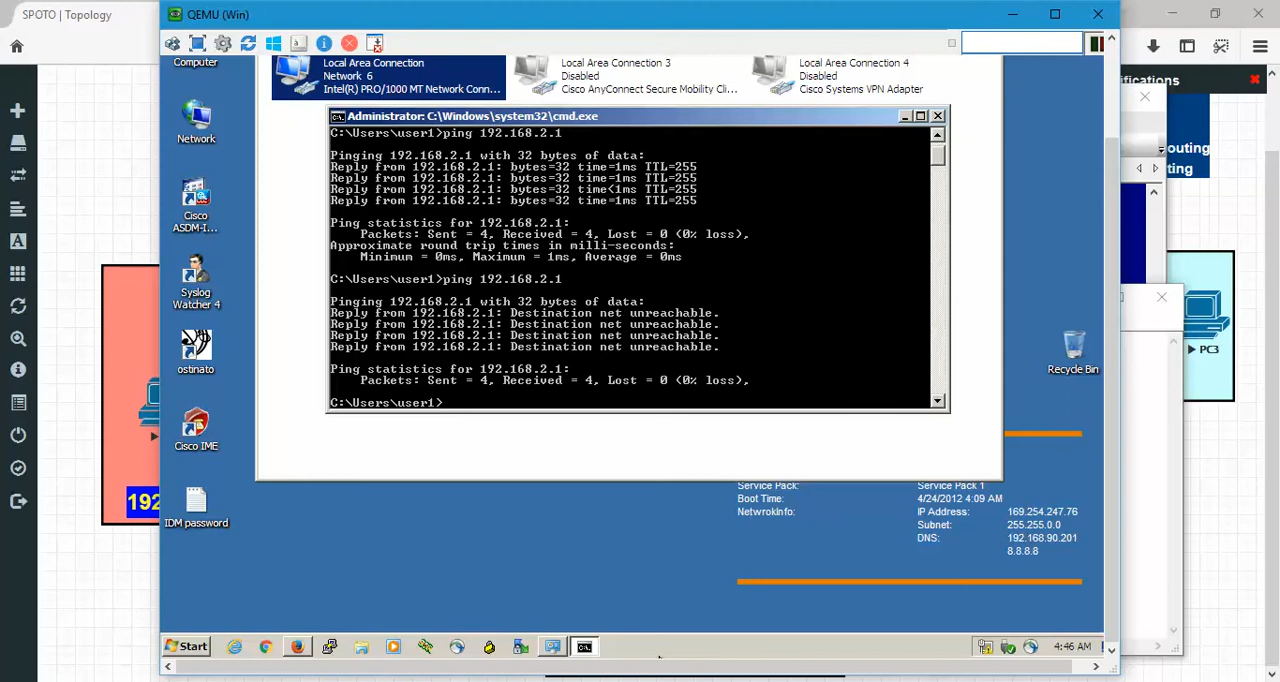 SPOTO | Topology
QEMU (Win)
Computer
Local Area Connection
Network 6
Intel(R) PRO/1000 MT Network Conn...
Local Area Connection 3
Disabled
Cisco AnyConnect Secure Mobility Cli...
Local Area Connection 4
Disabled
Cisco Systems VPN Adapter
Administrator: C:\Windows\system32\cmd.exe
C:\Users\user1>ping 192.168.2.1
Pinging 192.168.2.1 with 32 bytes of data:
Reply from 192.168.2.1: bytes=32 time=1ms TTL=255
Reply from 192.168.2.1: bytes=32 time=1ms TTL=255
Reply from 192.168.2.1: bytes=32 time<1ms TTL=255
Reply from 192.168.2.1: bytes=32 time=1ms TTL=255
Ping statistics for 192.168.2.1:
Packets: Sent = 4, Received = 4, Lost = 0 (0% loss),
Approximate round trip times in milli-seconds:
Minimum = 0ms, Maximum = 1ms, Average = 0ms
C:\Users\user1>ping 192.168.2.1
Pinging 192.168.2.1 with 32 bytes of data:
Reply from 192.168.2.1: Destination net unreachable.
Reply from 192.168.2.1: Destination net unreachable.
Reply from 192.168.2.1: Destination net unreachable.
Reply from 192.168.2.1: Destination net unreachable.
Ping statistics for 192.168.2.1:
Packets: Sent = 4, Received = 4, Lost = 0 (0% loss),
C:\Users\user1>
Network
Cisco
ASDM-I...
Syslog
Watcher 4
ostinato
Cisco IME
IDM password
Recycle Bin
Service Pack:
Service Pack 1
Boot Time:
4/24/2012 4:09 AM
NetwrokInfo:
IP Address: 169.254.247.76
Subnet: 255.255.0.0
DNS: 192.168.90.201
8.8.8.8
Start
4:46 AM
192
ifications
outing
ting
PC3